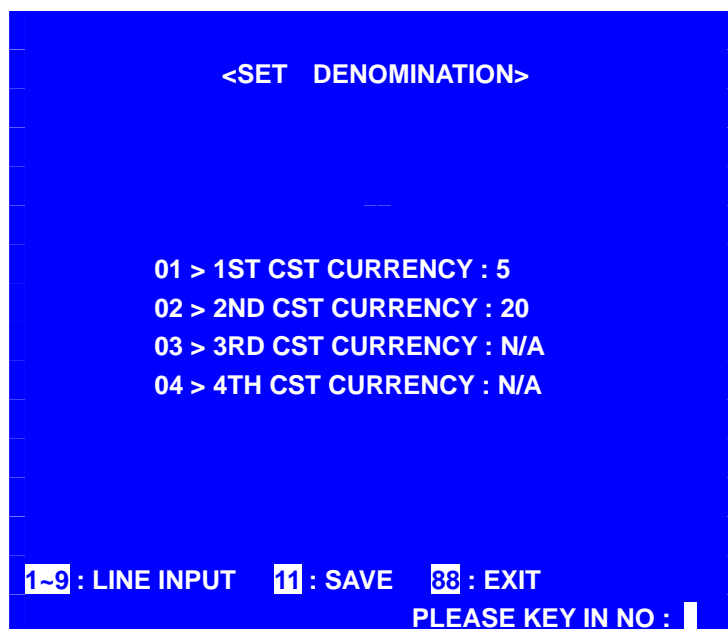 <SET DENOMINATION>
01 > 1ST CST CURRENCY : 5
02 > 2ND CST CURRENCY : 20
03 > 3RD CST CURRENCY : N/A
04 > 4TH CST CURRENCY : N/A
1~9 : LINE INPUT 11 : SAVE 88 : EXIT
PLEASE KEY IN NO :